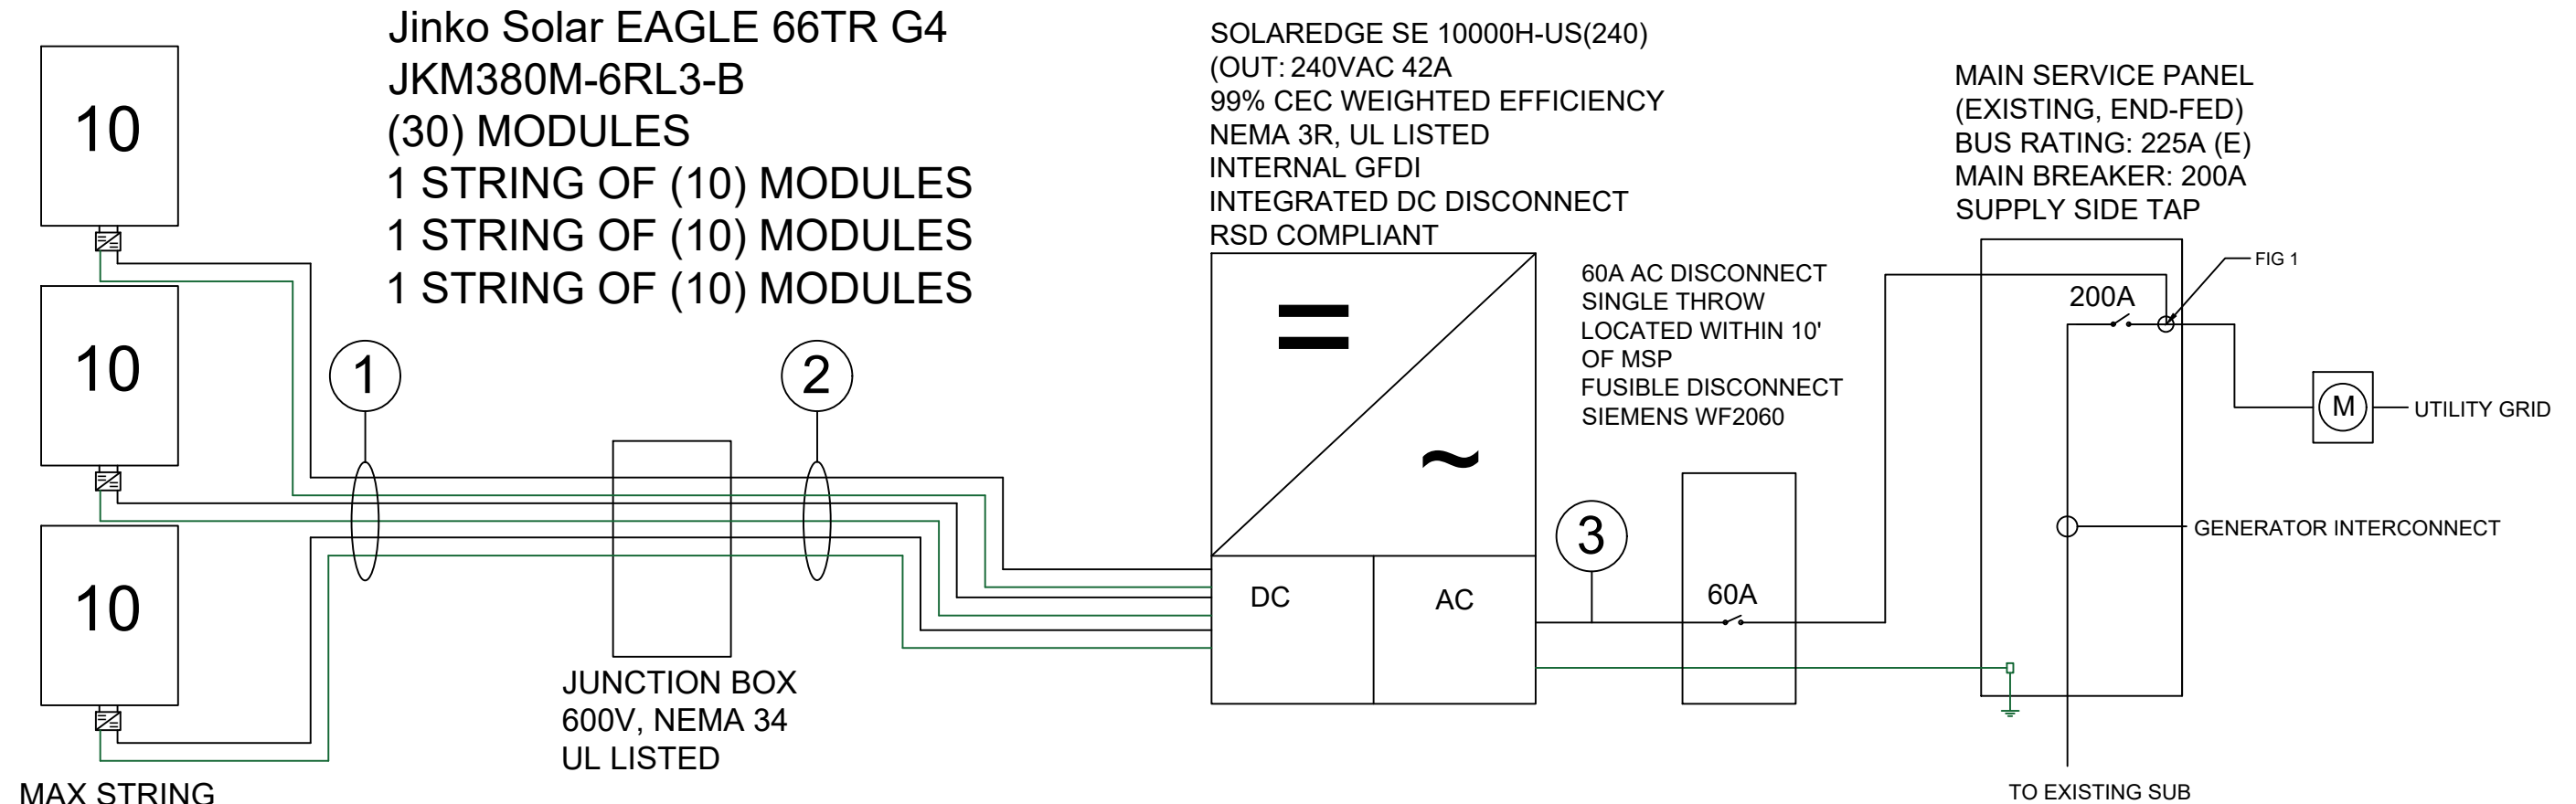 Jinko Solar EAGLE 66TR G4
JKM380M-6RL3-B
(30) MODULES
1 STRING OF (10) MODULES
1 STRING OF (10) MODULES
1 STRING OF (10) MODULES
10
10
10
MAX STRING
1
2
JUNCTION BOX
600V, NEMA 34
UL LISTED
SOLAREDGE SE 10000H-US(240)
(OUT: 240VAC 42A
99% CEC WEIGHTED EFFICIENCY
NEMA 3R, UL LISTED
INTERNAL GFDI
INTEGRATED DC DISCONNECT
RSD COMPLIANT
=
~
DC
AC
3
60A AC DISCONNECT
SINGLE THROW
LOCATED WITHIN 10'
OF MSP
FUSIBLE DISCONNECT
SIEMENS WF2060
60A
MAIN SERVICE PANEL
(EXISTING, END-FED)
BUS RATING: 225A (E)
MAIN BREAKER: 200A
SUPPLY SIDE TAP
FIG 1
200A
M
UTILITY GRID
GENERATOR INTERCONNECT
TO EXISTING SUB